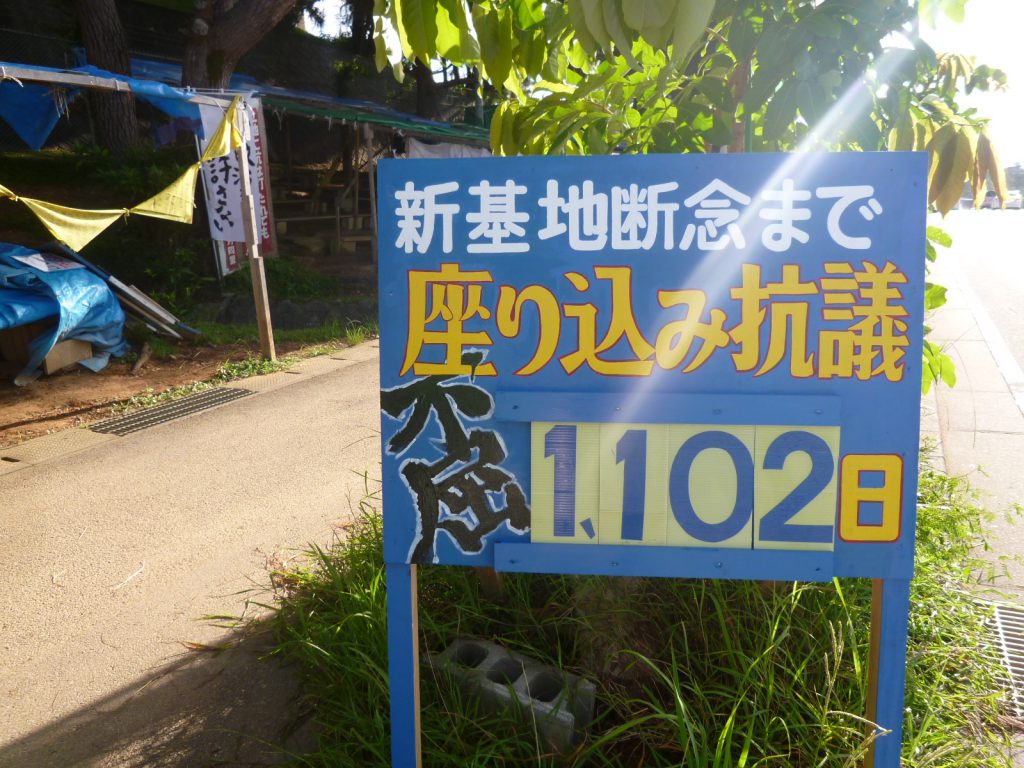 新基地断念まで
座り込み抗議
不屈
1,102日